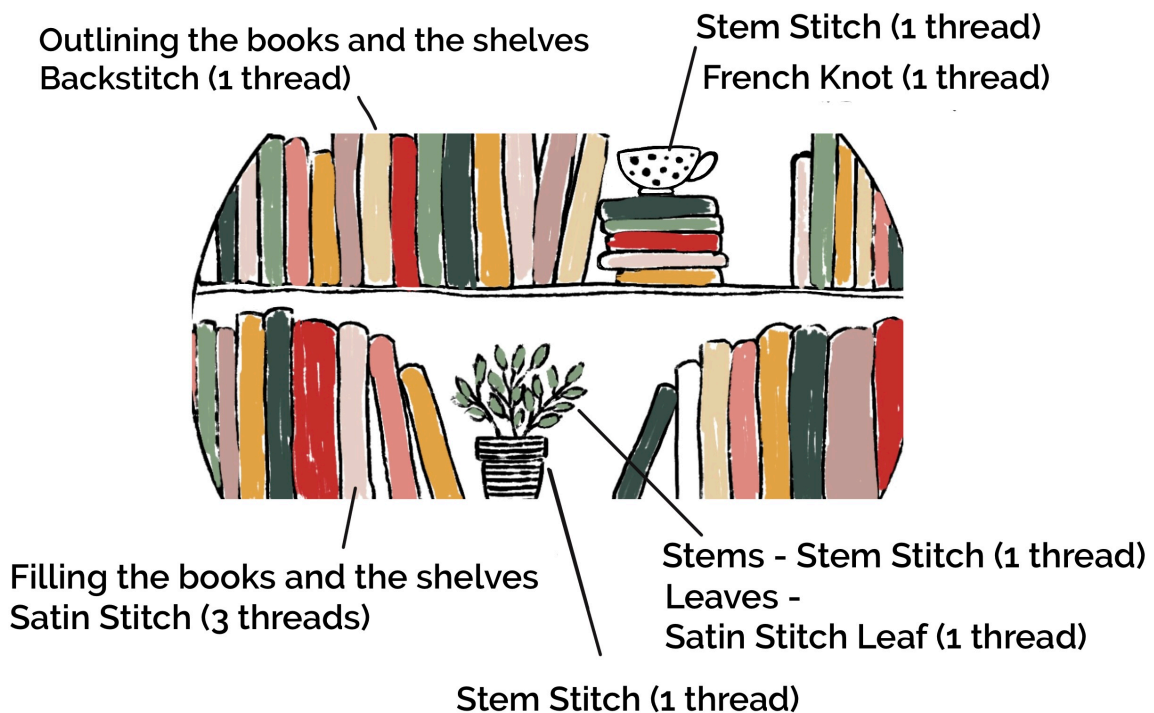 Outlining the books and the shelves
Backstitch (1 thread)
Stem Stitch (1 thread)
French Knot (1 thread)
Filling the books and the shelves
Satin Stitch (3 threads)
Stems - Stem Stitch (1 thread)
Leaves -
Satin Stitch Leaf (1 thread)
Stem Stitch (1 thread)